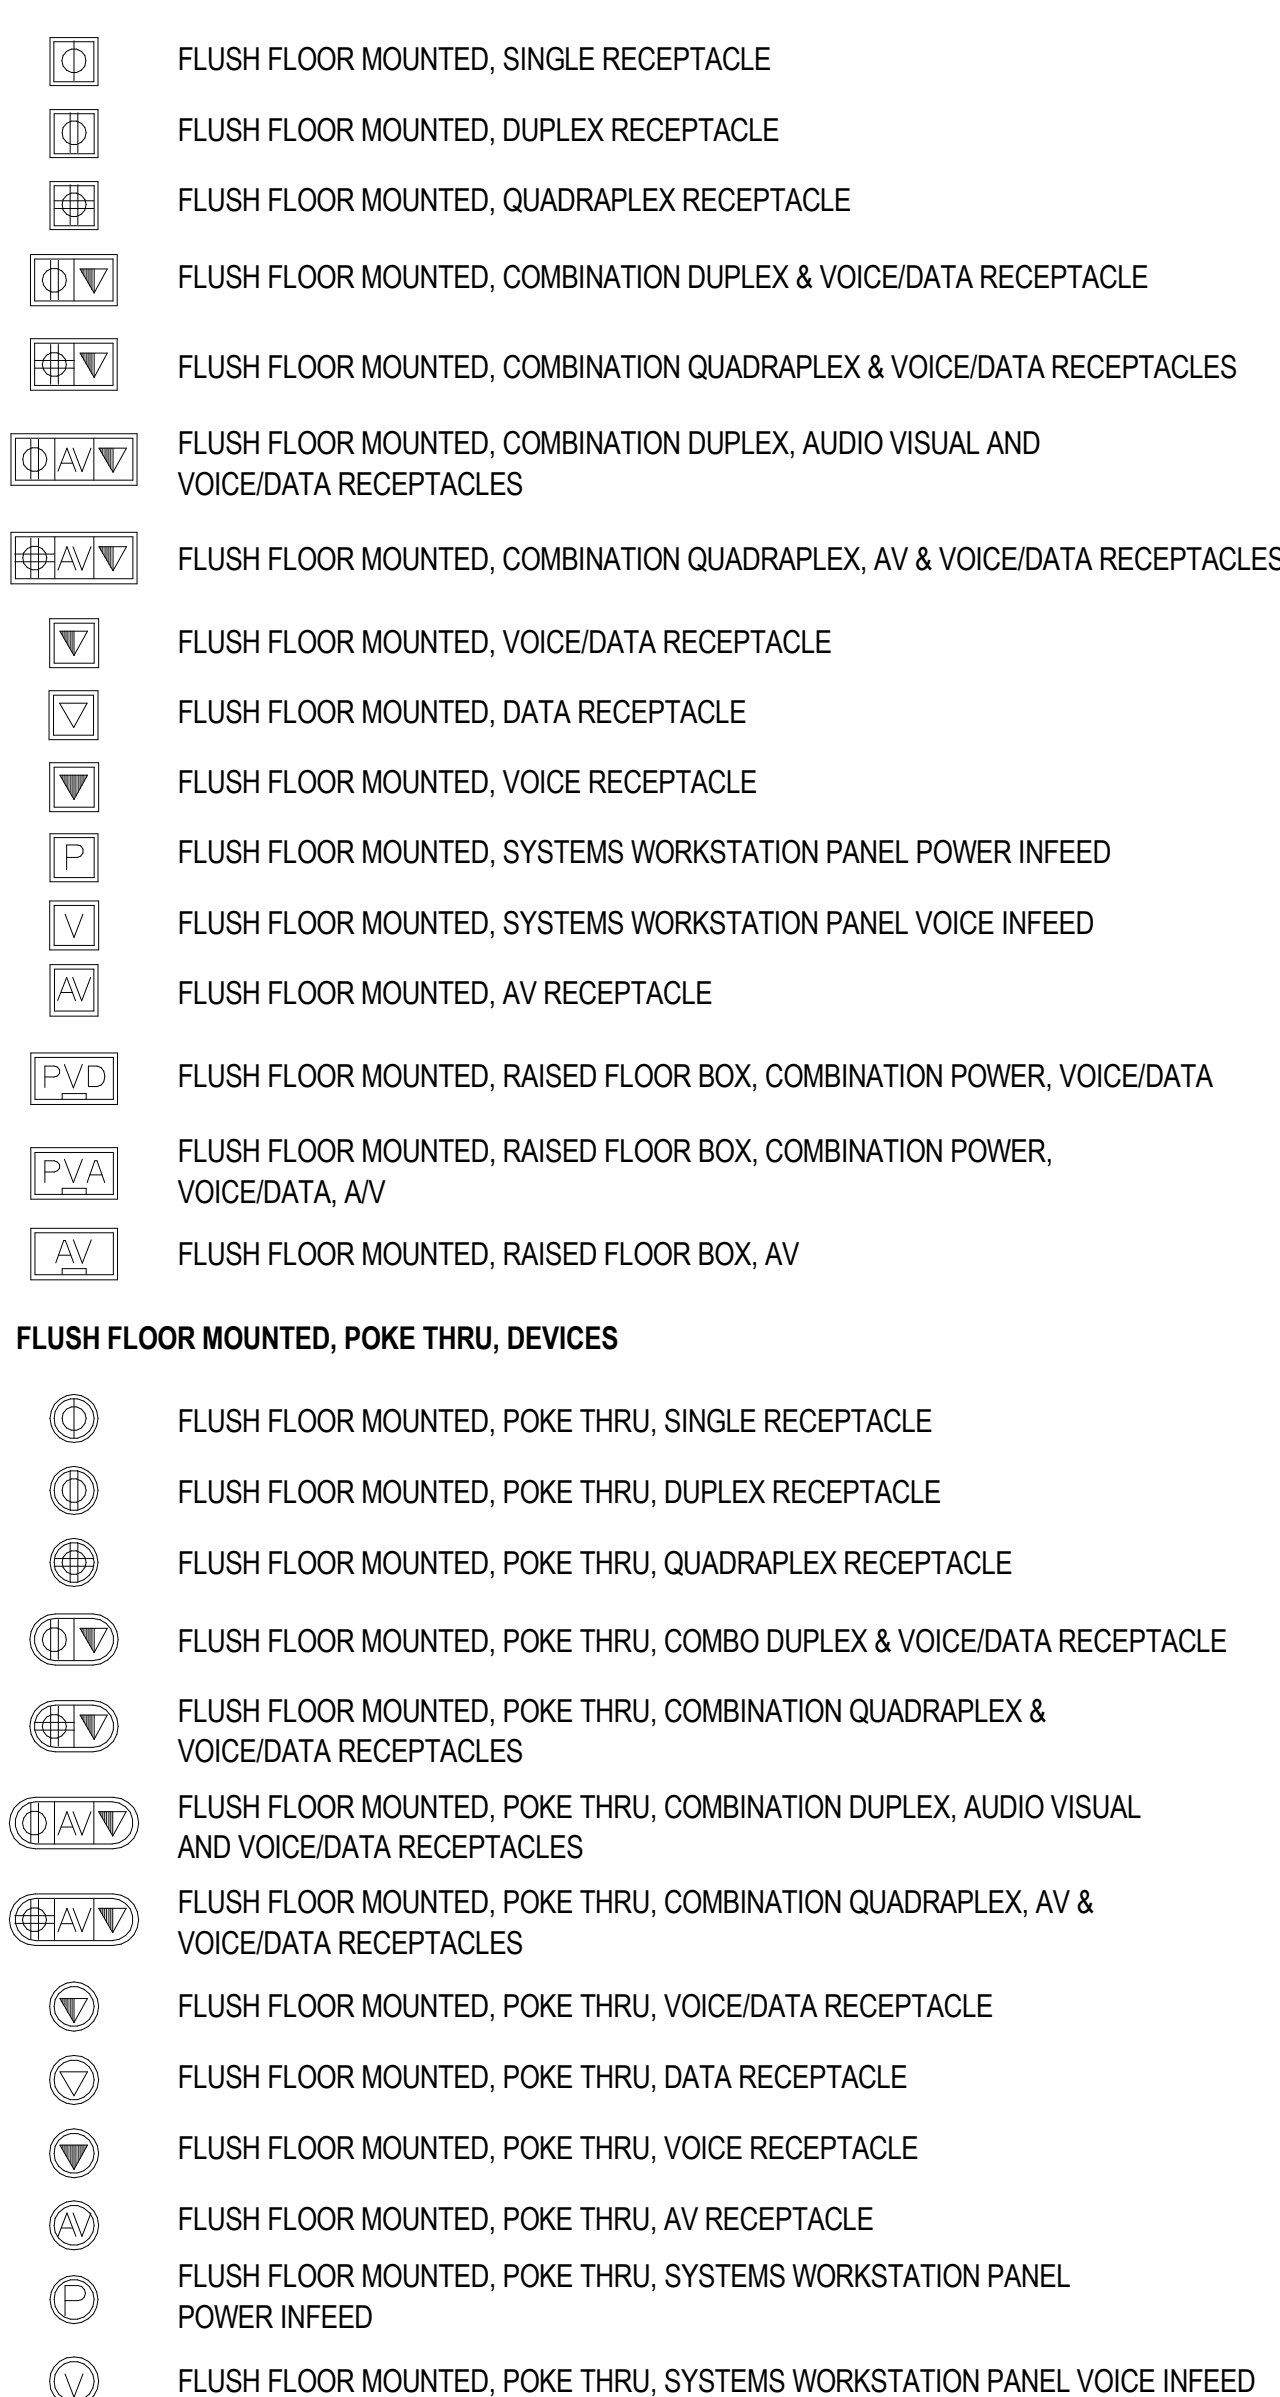 FLUSH FLOOR MOUNTED, SINGLE RECEPTACLE
FLUSH FLOOR MOUNTED, DUPLEX RECEPTACLE
FLUSH FLOOR MOUNTED, QUADRAPLEX RECEPTACLE
FLUSH FLOOR MOUNTED, COMBINATION DUPLEX & VOICE/DATA RECEPTACLE
FLUSH FLOOR MOUNTED, COMBINATION QUADRAPLEX & VOICE/DATA RECEPTACLES
AV FLUSH FLOOR MOUNTED, COMBINATION DUPLEX, AUDIO VISUAL AND
VOICE/DATA RECEPTACLES
AV FLUSH FLOOR MOUNTED, COMBINATION QUADRAPLEX, AV & VOICE/DATA RECEPTACLES
FLUSH FLOOR MOUNTED, VOICE/DATA RECEPTACLE
FLUSH FLOOR MOUNTED, DATA RECEPTACLE
FLUSH FLOOR MOUNTED, VOICE RECEPTACLE
P FLUSH FLOOR MOUNTED, SYSTEMS WORKSTATION PANEL POWER INFEED
V FLUSH FLOOR MOUNTED, SYSTEMS WORKSTATION PANEL VOICE INFEED
AV FLUSH FLOOR MOUNTED, AV RECEPTACLE
PVD FLUSH FLOOR MOUNTED, RAISED FLOOR BOX, COMBINATION POWER, VOICE/DATA
PVA FLUSH FLOOR MOUNTED, RAISED FLOOR BOX, COMBINATION POWER,
VOICE/DATA, A/V
AV FLUSH FLOOR MOUNTED, RAISED FLOOR BOX, AV
FLUSH FLOOR MOUNTED, POKE THRU, DEVICES
FLUSH FLOOR MOUNTED, POKE THRU, SINGLE RECEPTACLE
FLUSH FLOOR MOUNTED, POKE THRU, DUPLEX RECEPTACLE
FLUSH FLOOR MOUNTED, POKE THRU, QUADRAPLEX RECEPTACLE
FLUSH FLOOR MOUNTED, POKE THRU, COMBO DUPLEX & VOICE/DATA RECEPTACLE
FLUSH FLOOR MOUNTED, POKE THRU, COMBINATION QUADRAPLEX &
VOICE/DATA RECEPTACLES
AV FLUSH FLOOR MOUNTED, POKE THRU, COMBINATION DUPLEX, AUDIO VISUAL
AND VOICE/DATA RECEPTACLES
AV FLUSH FLOOR MOUNTED, POKE THRU, COMBINATION QUADRAPLEX, AV &
VOICE/DATA RECEPTACLES
FLUSH FLOOR MOUNTED, POKE THRU, VOICE/DATA RECEPTACLE
FLUSH FLOOR MOUNTED, POKE THRU, DATA RECEPTACLE
FLUSH FLOOR MOUNTED, POKE THRU, VOICE RECEPTACLE
AV FLUSH FLOOR MOUNTED, POKE THRU, AV RECEPTACLE
P FLUSH FLOOR MOUNTED, POKE THRU, SYSTEMS WORKSTATION PANEL
POWER INFEED
V FLUSH FLOOR MOUNTED, POKE THRU, SYSTEMS WORKSTATION PANEL VOICE INFEED